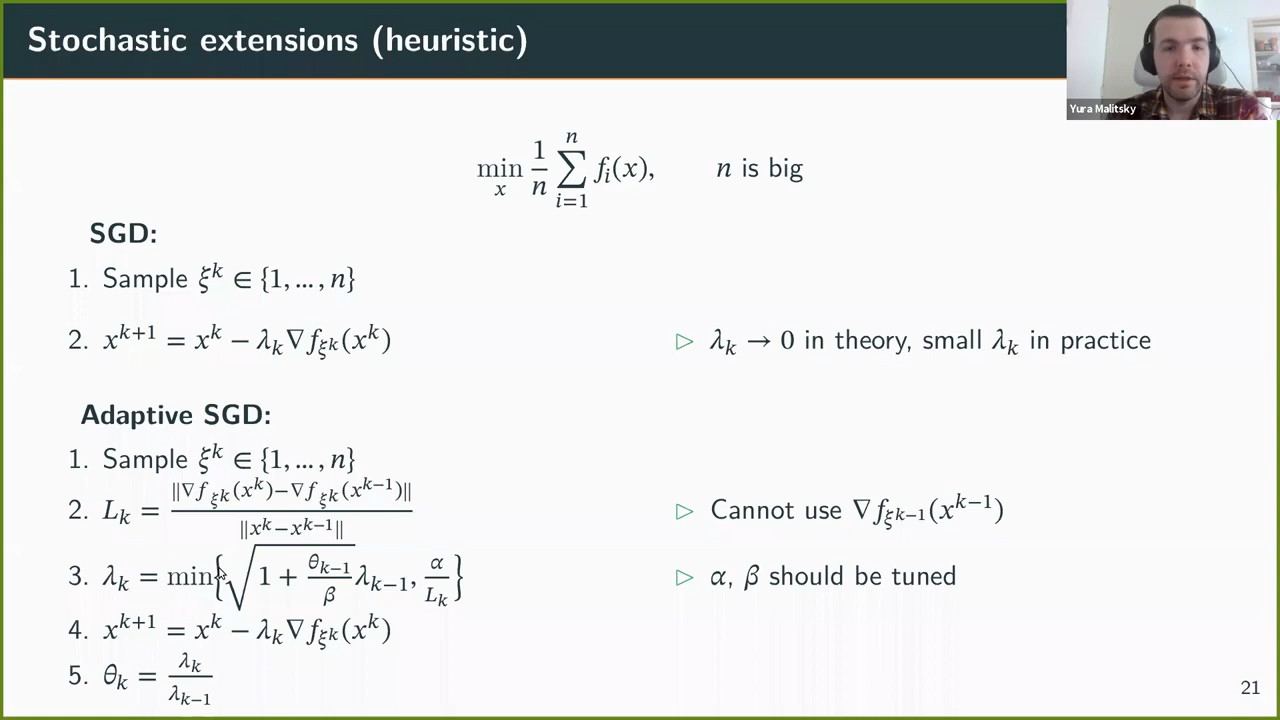 Stochastic extensions (heuristic)
Yura Malitsky
min_x 1/n ∑_{i=1}^{n} f_i(x), n is big
SGD:
1. Sample ξ^k ∈ {1, ... , n}
2. x^{k+1} = x^k − λ_k ∇f_{ξ^k}(x^k) ▷ λ_k → 0 in theory, small λ_k in practice
Adaptive SGD:
1. Sample ξ^k ∈ {1, ... , n}
2. L_k = ‖∇f_{ξ^k}(x^k)−∇f_{ξ^k}(x^{k−1})‖ / ‖x^k−x^{k−1}‖ ▷ Cannot use ∇f_{ξ^{k−1}}(x^{k−1})
3. λ_k = min{√(1 + θ_{k−1}/β) λ_{k−1}, α/L_k} ▷ α, β should be tuned
4. x^{k+1} = x^k − λ_k ∇f_{ξ^k}(x^k)
5. θ_k = λ_k/λ_{k−1}
21